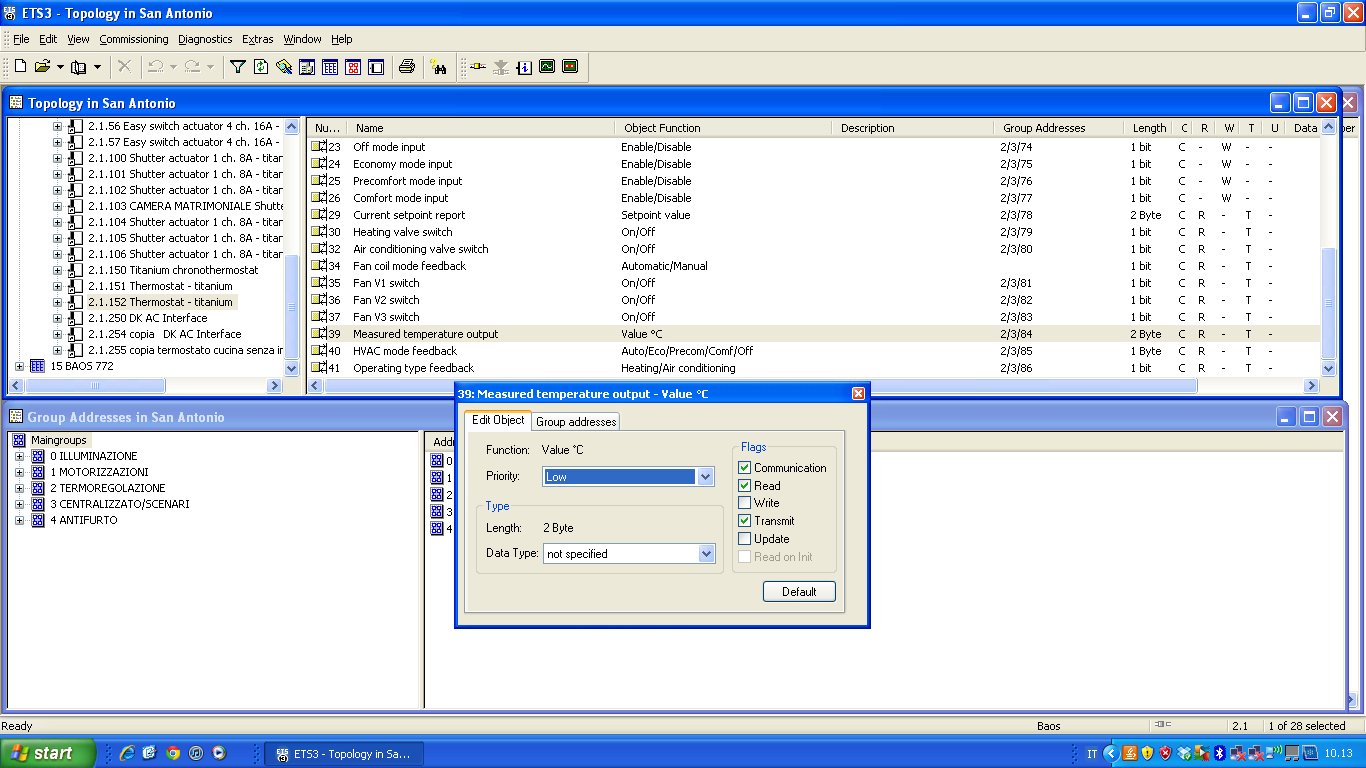 ETS3 - Topology in San Antonio
File Edit View Commissioning Diagnostics Extras Window Help
Topology in San Antonio
2.1.56 Easy switch actuator 4 ch. 16A -
2.1.57 Easy switch actuator 4 ch. 16A -
2.1.100 Shutter actuator 1 ch. 8A - titar
2.1.101 Shutter actuator 1 ch. 8A - titar
2.1.102 Shutter actuator 1 ch. 8A - titar
2.1.103 CAMERA MATRIMONIALE Shutte
2.1.104 Shutter actuator 1 ch. 8A - titar
2.1.105 Shutter actuator 1 ch. 8A - titar
2.1.106 Shutter actuator 1 ch. 8A - titar
2.1.150 Titanium chronothermostat
2.1.151 Thermostat - titanium
2.1.152 Thermostat - titanium
2.1.250 DK AC Interface
2.1.254 copia DK AC Interface
2.1.255 copia termostato cucina senza ir
15 BAOS 772
Nu... Name Object Function Description Group Addresses Length C R W T U Data per
23 Off mode input Enable/Disable 2/3/74 1 bit C - W - -
24 Economy mode input Enable/Disable 2/3/75 1 bit C - W - -
25 Precomfort mode input Enable/Disable 2/3/76 1 bit C - W - -
26 Comfort mode input Enable/Disable 2/3/77 1 bit C - W - -
29 Current setpoint report Setpoint value 2/3/78 2 Byte C R - T -
30 Heating valve switch On/Off 2/3/79 1 bit C R - T -
32 Air conditioning valve switch On/Off 2/3/80 1 bit C R - T -
34 Fan coil mode feedback Automatic/Manual 1 bit C R - T -
35 Fan V1 switch On/Off 2/3/81 1 bit C R - T -
36 Fan V2 switch On/Off 2/3/82 1 bit C R - T -
37 Fan V3 switch On/Off 2/3/83 1 bit C R - T -
39 Measured temperature output Value °C 2/3/84 2 Byte C R - T -
40 HVAC mode feedback Auto/Eco/Precom/Comf/Off 2/3/85 1 Byte C R - T -
41 Operating type feedback Heating/Air conditioning 2/3/86 1 bit C R - T -
Group Addresses in San Antonio
Maingroups
0 ILLUMINAZIONE
1 MOTORIZZAZIONI
2 TERMOREGOLAZIONE
3 CENTRALIZZATO/SCENARI
4 ANTIFURTO
Addr
0
1
2
3
4
39: Measured temperature output - Value °C
Edit Object Group addresses
Function: Value °C
Priority: Low
Type
Length: 2 Byte
Data Type: not specified
Flags
Communication
Read
Write
Transmit
Update
Read on Init
Default
Ready Baos 2.1 1 of 28 selected
start ETS3 - Topology in Sa... IT 10.13